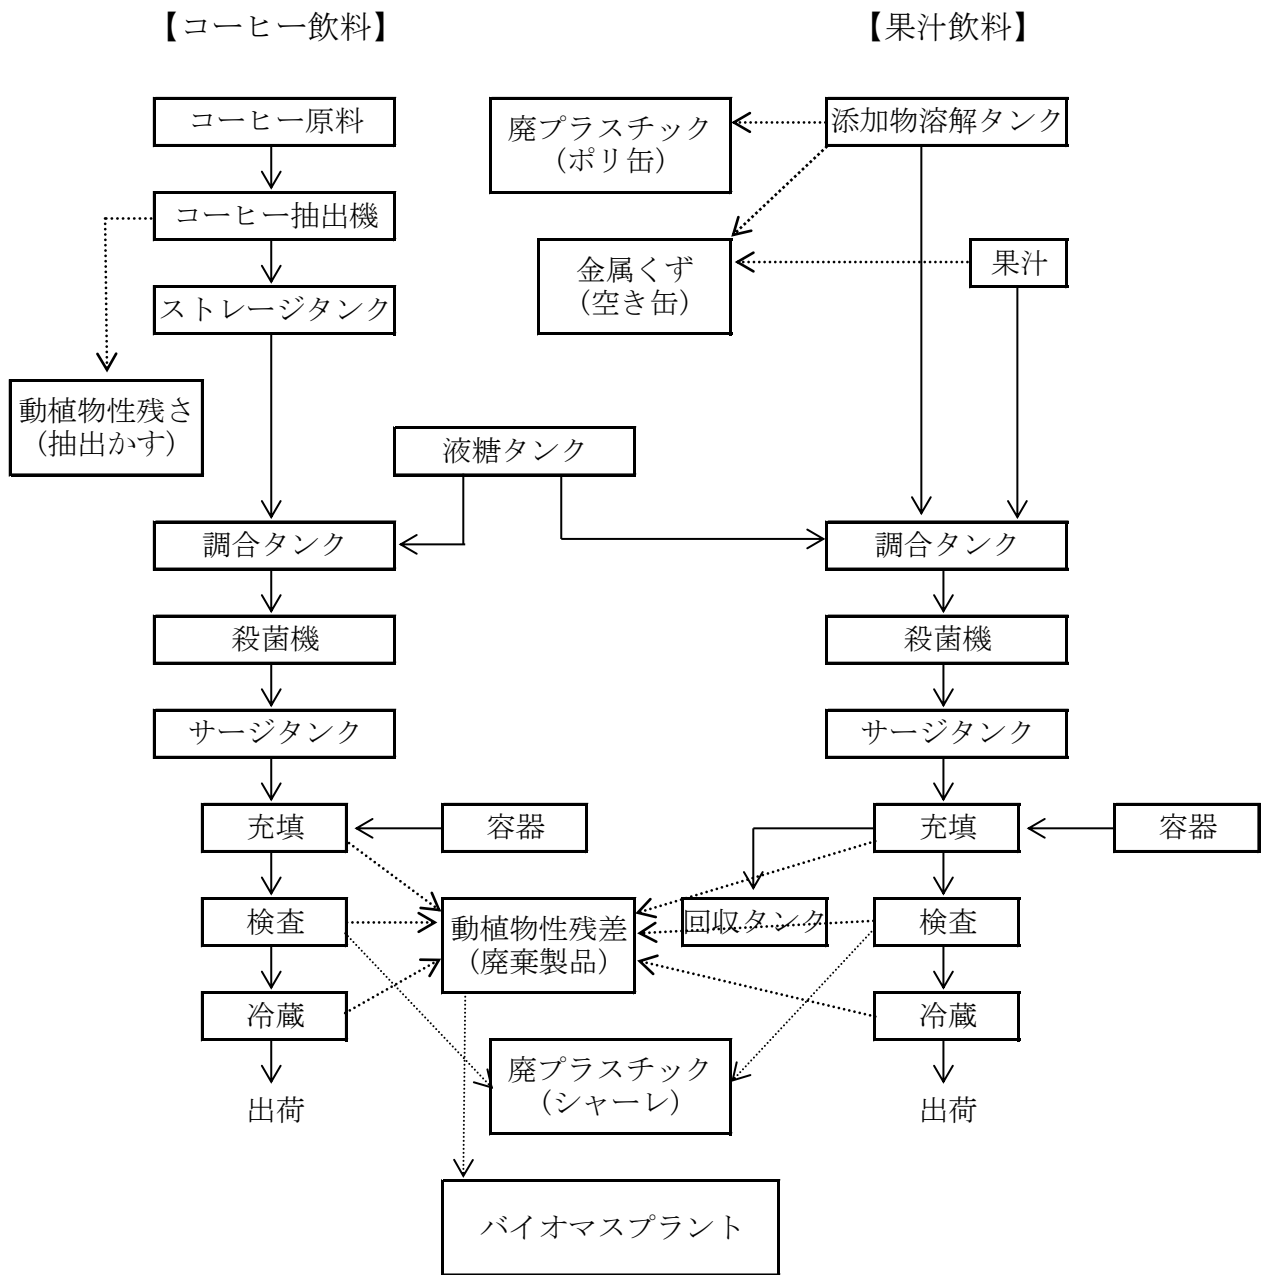 【コーヒー飲料】
【果汁飲料】
コーヒー原料
廃プラスチック
（ポリ缶）
添加物溶解タンク
コーヒー抽出機
金属くず
（空き缶）
果汁
ストレージタンク
動植物性残さ
（抽出かす）
液糖タンク
調合タンク
調合タンク
殺菌機
殺菌機
サージタンク
サージタンク
充填
容器
充填
容器
検査
動植物性残差
（廃棄製品）
回収タンク
検査
冷蔵
冷蔵
廃プラスチック
（シャーレ）
出荷
出荷
バイオマスプラント